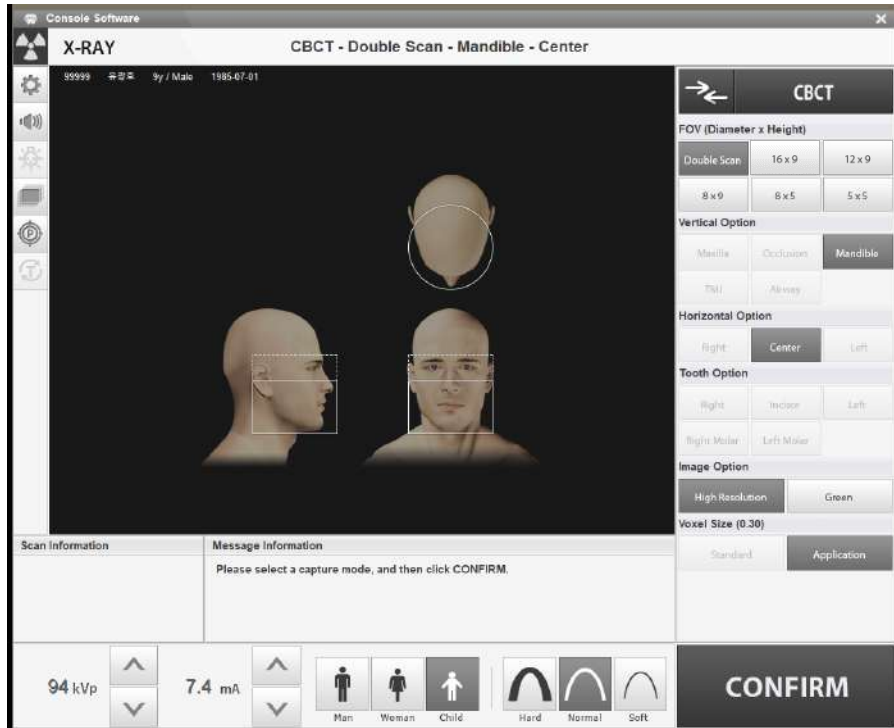 Console Software
X-RAY
CBCT - Double Scan - Mandible - Center
99999 유광호 9y / Male 1985-07-01
CBCT
FOV (Diameter x Height)
Double Scan 16 x 9 12 x 9
8 x 9 8 x 5 5 x 5
Vertical Option
Maxilla Occlusion Mandible
TMJ Airway
Horizontal Option
Right Center Left
Tooth Option
Right Incisor Left
Right Molar Left Molar
Image Option
High Resolution Green
Voxel Size (0.30)
Standard Application
Scan Information
Message Information
Please select a capture mode, and then click CONFIRM.
94 kVp
7.4 mA
Man Woman Child
Hard Normal Soft
CONFIRM